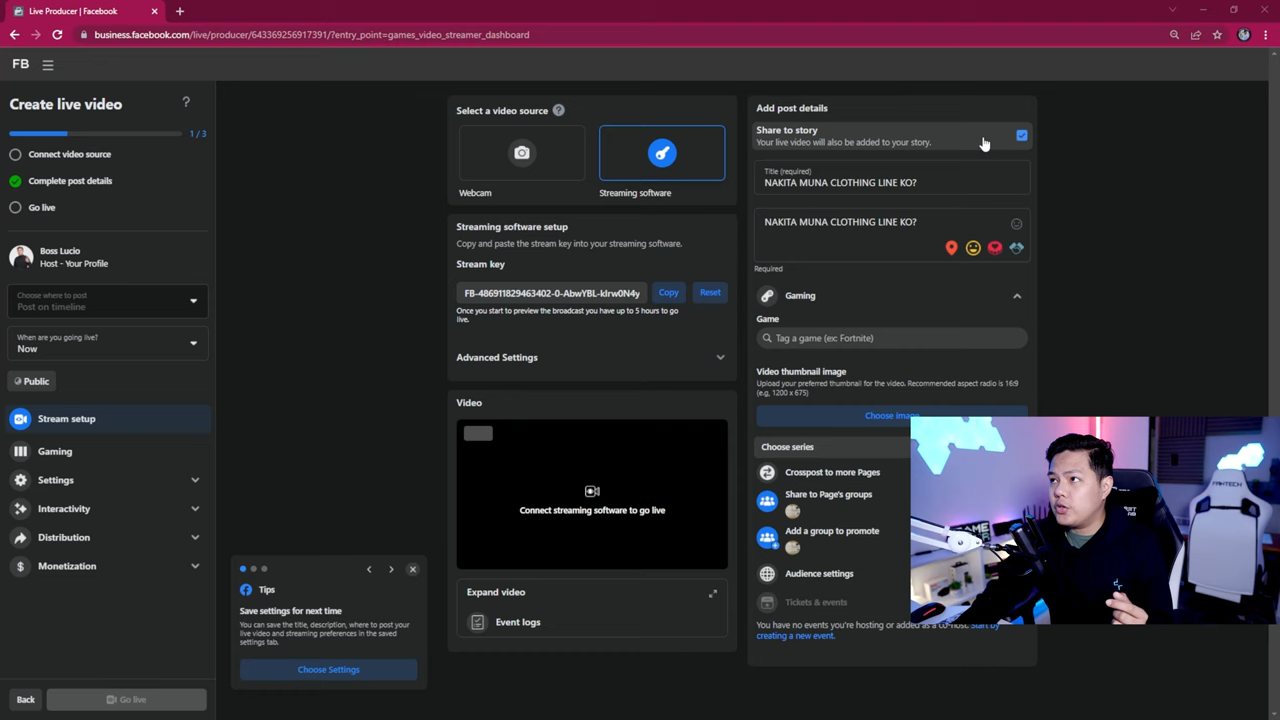 Live Producer | Facebook
business.facebook.com/live/producer/643369256917391/?entry_point=games_video_streamer_dashboard
FB
Create live video
?
1 / 3
Connect video source
Complete post details
Go live
Boss Lucio
Host - Your Profile
Choose where to post
Post on timeline
When are you going live?
Now
Public
Stream setup
Gaming
Settings
Interactivity
Distribution
Monetization
Back
Go live
Tips
Save settings for next time
You can save the title, description, where to post your
live video and streaming preferences in the saved
settings tab.
Choose Settings
Select a video source
?
Webcam
Streaming software
Streaming software setup
Copy and paste the stream key into your streaming software.
Stream key
FB-486911829463402-0-AbwYBL-kIrw0N4y
Copy
Reset
Once you start to preview the broadcast you have up to 5 hours to go
live.
Advanced Settings
Video
Connect streaming software to go live
Expand video
Event logs
Add post details
Share to story
Your live video will also be added to your story.
Title (required)
NAKITA MUNA CLOTHING LINE KO?
NAKITA MUNA CLOTHING LINE KO?
Required
Gaming
Game
Tag a game (ex: Fortnite)
Video thumbnail image
Upload your preferred thumbnail for the video. Recommended aspect radio is 16:9
(e.g, 1200 x 675)
Choose image
Choose series
Crosspost to more Pages
Share to Page's groups
Add a group to promote
Audience settings
Tickets & events
You have no events you're hosting or added as a co-host. Start by
creating a new event.
FANTECH